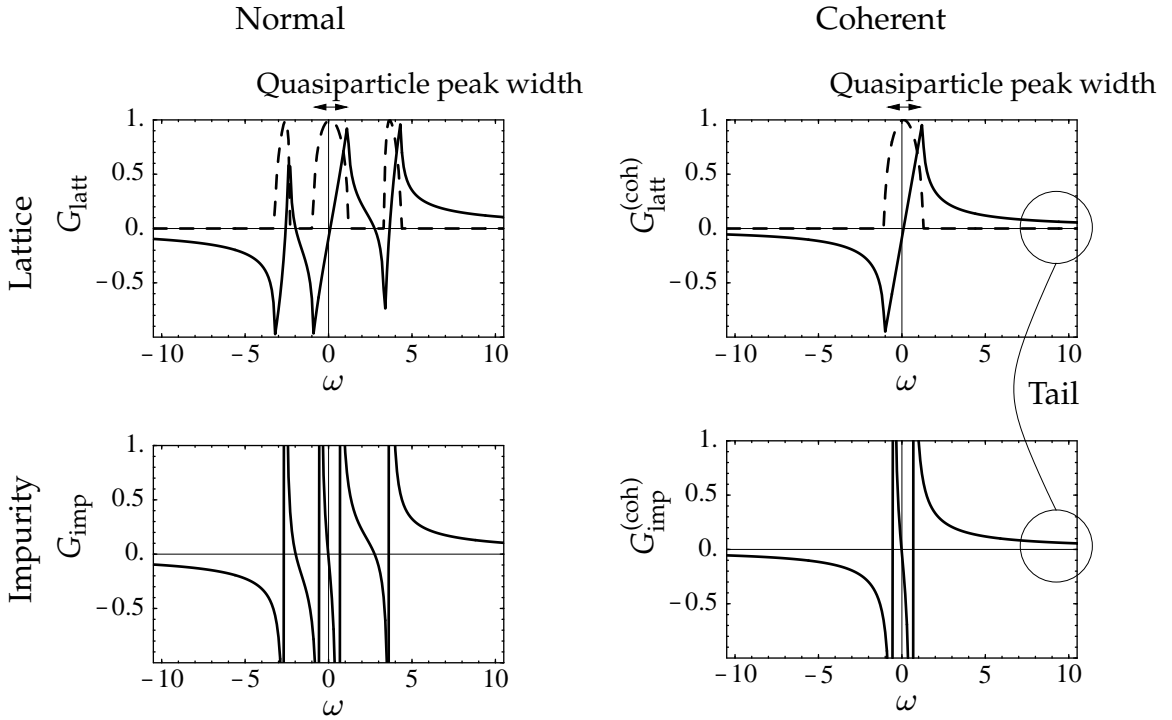 Normal
Coherent
Quasiparticle peak width
Quasiparticle peak width
Lattice
G_latt
1.
0.5
0.
−0.5
−10 −5 0 5 10
ω
G_latt^(coh)
1.
0.5
0.
−0.5
−10 −5 0 5 10
ω
Tail
Impurity
G_imp
1.
0.5
0.
−0.5
−10 −5 0 5 10
ω
G_imp^(coh)
1.
0.5
0.
−0.5
−10 −5 0 5 10
ω